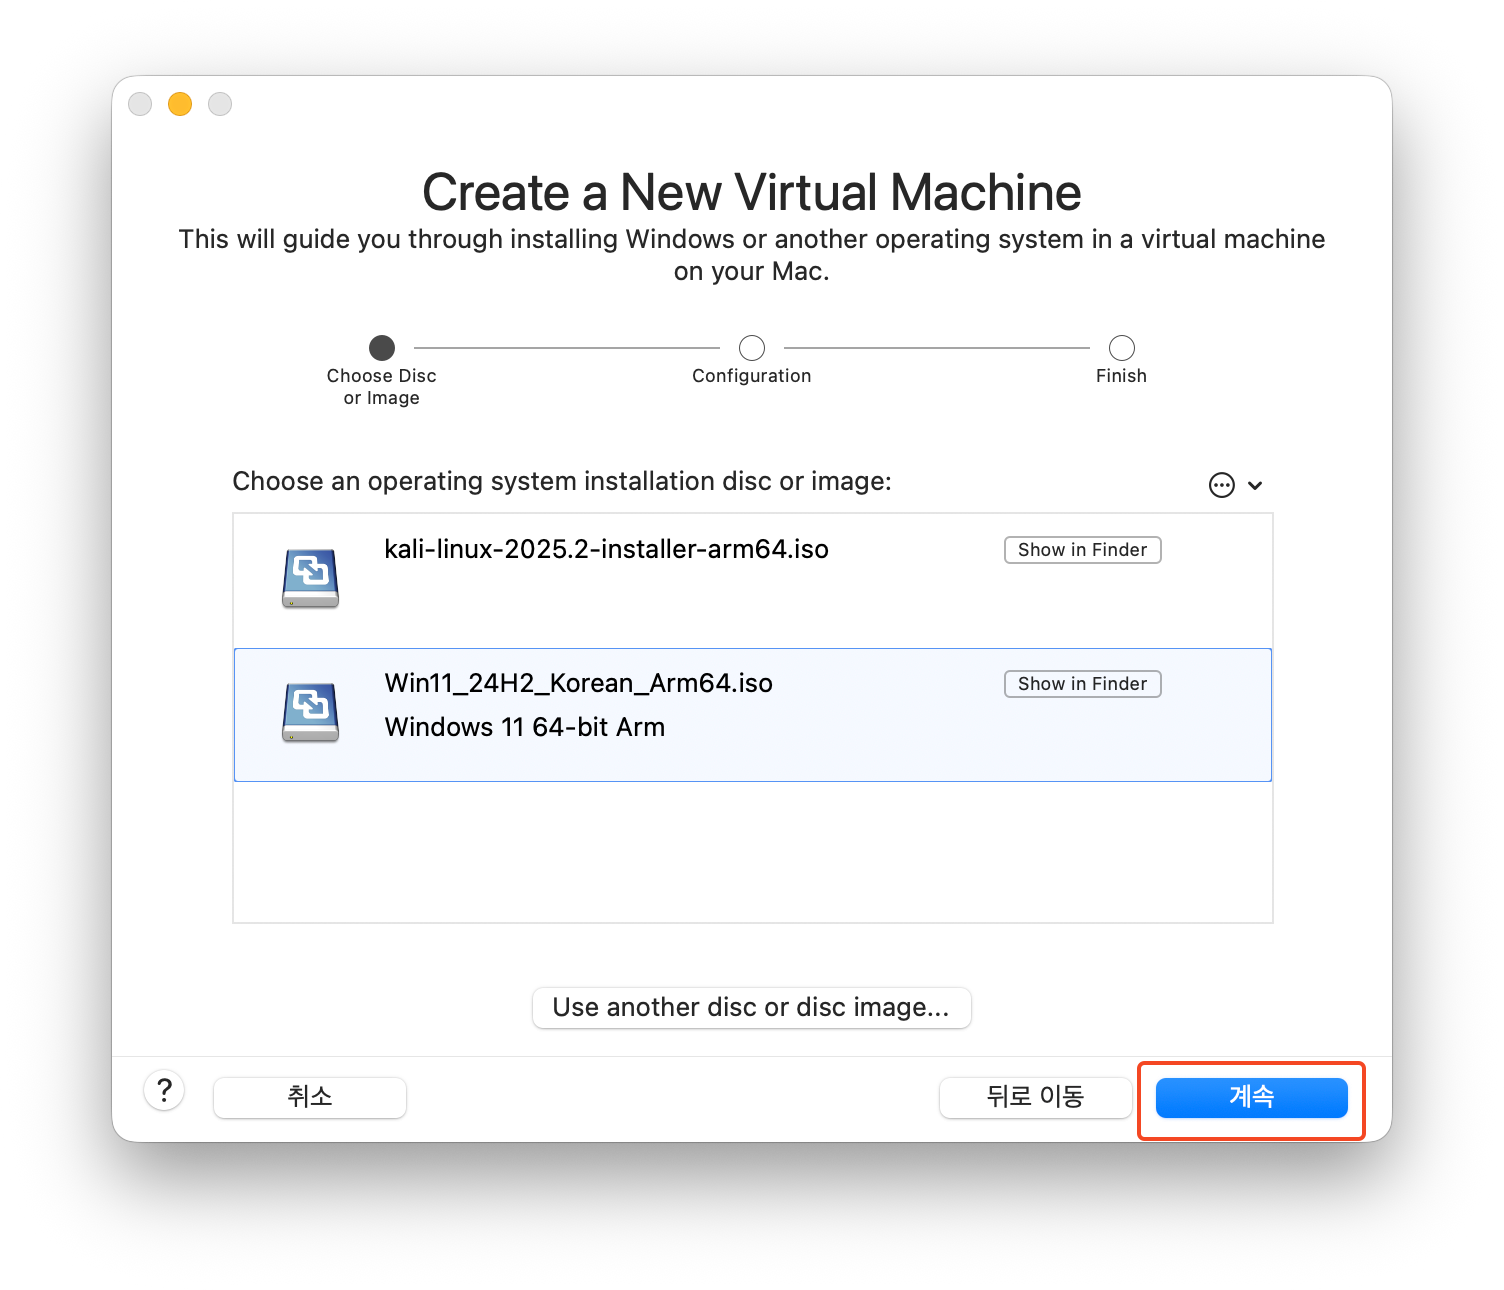 Create a New Virtual Machine
This will guide you through installing Windows or another operating system in a virtual machine
on your Mac.
Choose Disc
or Image
Configuration
Finish
Choose an operating system installation disc or image:
kali-linux-2025.2-installer-arm64.iso
Show in Finder
Win11_24H2_Korean_Arm64.iso
Show in Finder
Windows 11 64-bit Arm
Use another disc or disc image...
?
취소
뒤로 이동
계속